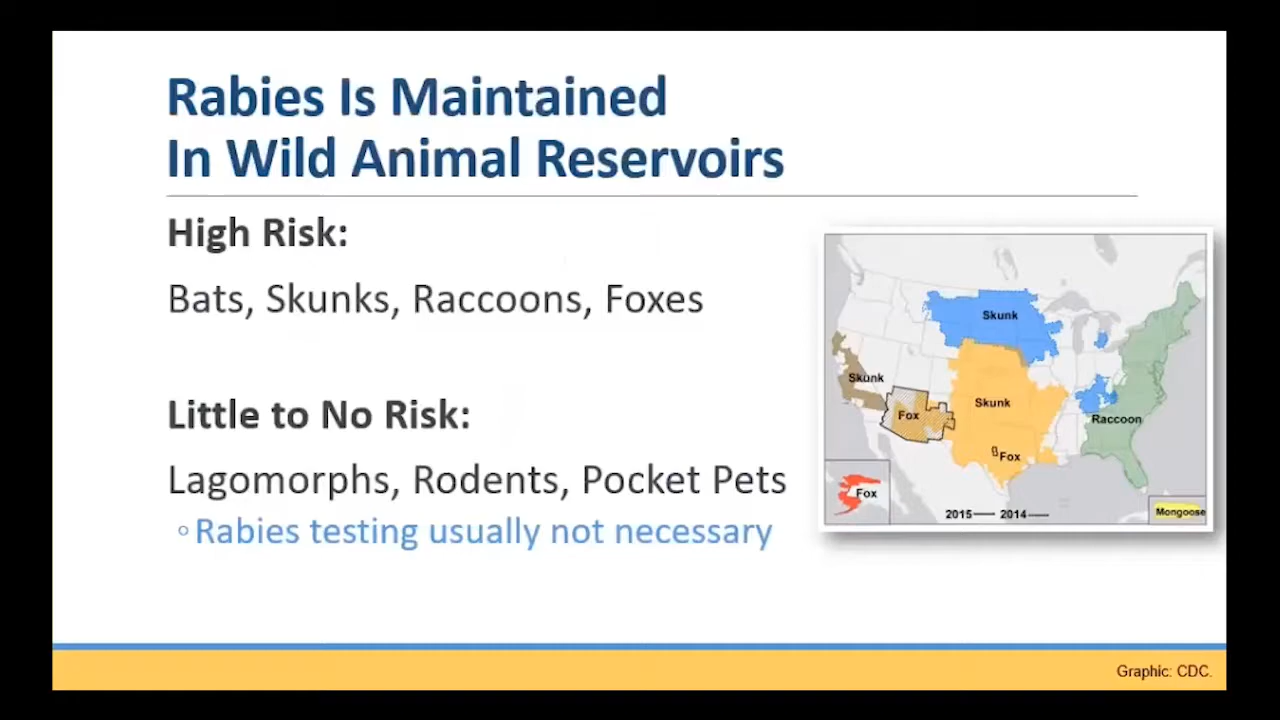 Rabies Is Maintained
In Wild Animal Reservoirs
High Risk:
Bats, Skunks, Raccoons, Foxes
Little to No Risk:
Lagomorphs, Rodents, Pocket Pets
◦Rabies testing usually not necessary
Skunk
Skunk
Skunk
Fox
Raccoon
Fox
Fox
2015 2014
Mongoose
Graphic: CDC.